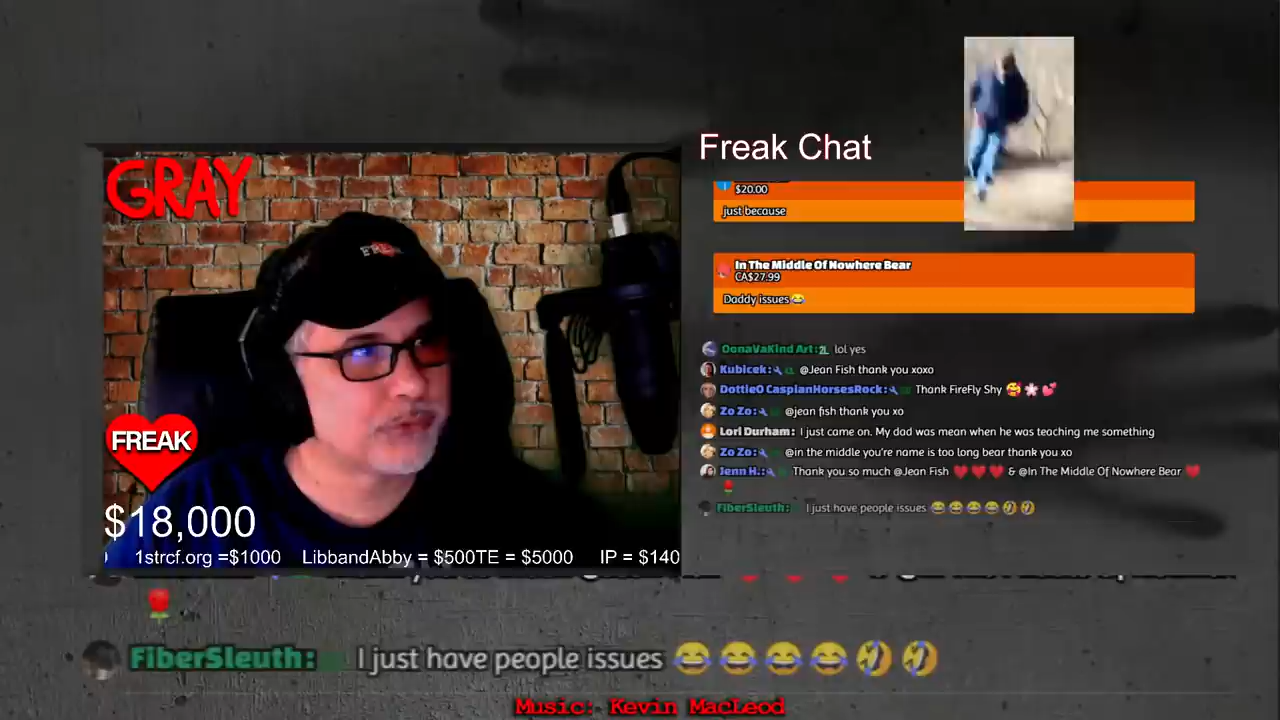 GRAY
FREAK
$18,000
1strcf.org =$1000 LibbandAbby = $500TE = $5000 IP = $140
Freak Chat
$20.00
just because
In The Middle Of Nowhere Bear
CA$27.99
Daddy issues😂
OonaVaKind Art: lol yes
Kubicek: @Jean Fish thank you xoxo
DottieO CaspianHorsesRock: Thank FireFly Shy 🥰 🌸 💕
Zo Zo: @jean fish thank you xo
Lori Durham: I just came on. My dad was mean when he was teaching me something
Zo Zo: @in the middle you're name is too long bear thank you xo
Jenn H.: Thank you so much @Jean Fish ❤️ ❤️ ❤️ & @In The Middle Of Nowhere Bear ❤️
🌹
FiberSleuth: I just have people issues 😂 😂 😂 😂 🤣 🤣
🌹
FiberSleuth: I just have people issues 😂 😂 😂 😂 🤣 🤣
Music: Kevin MacLeod